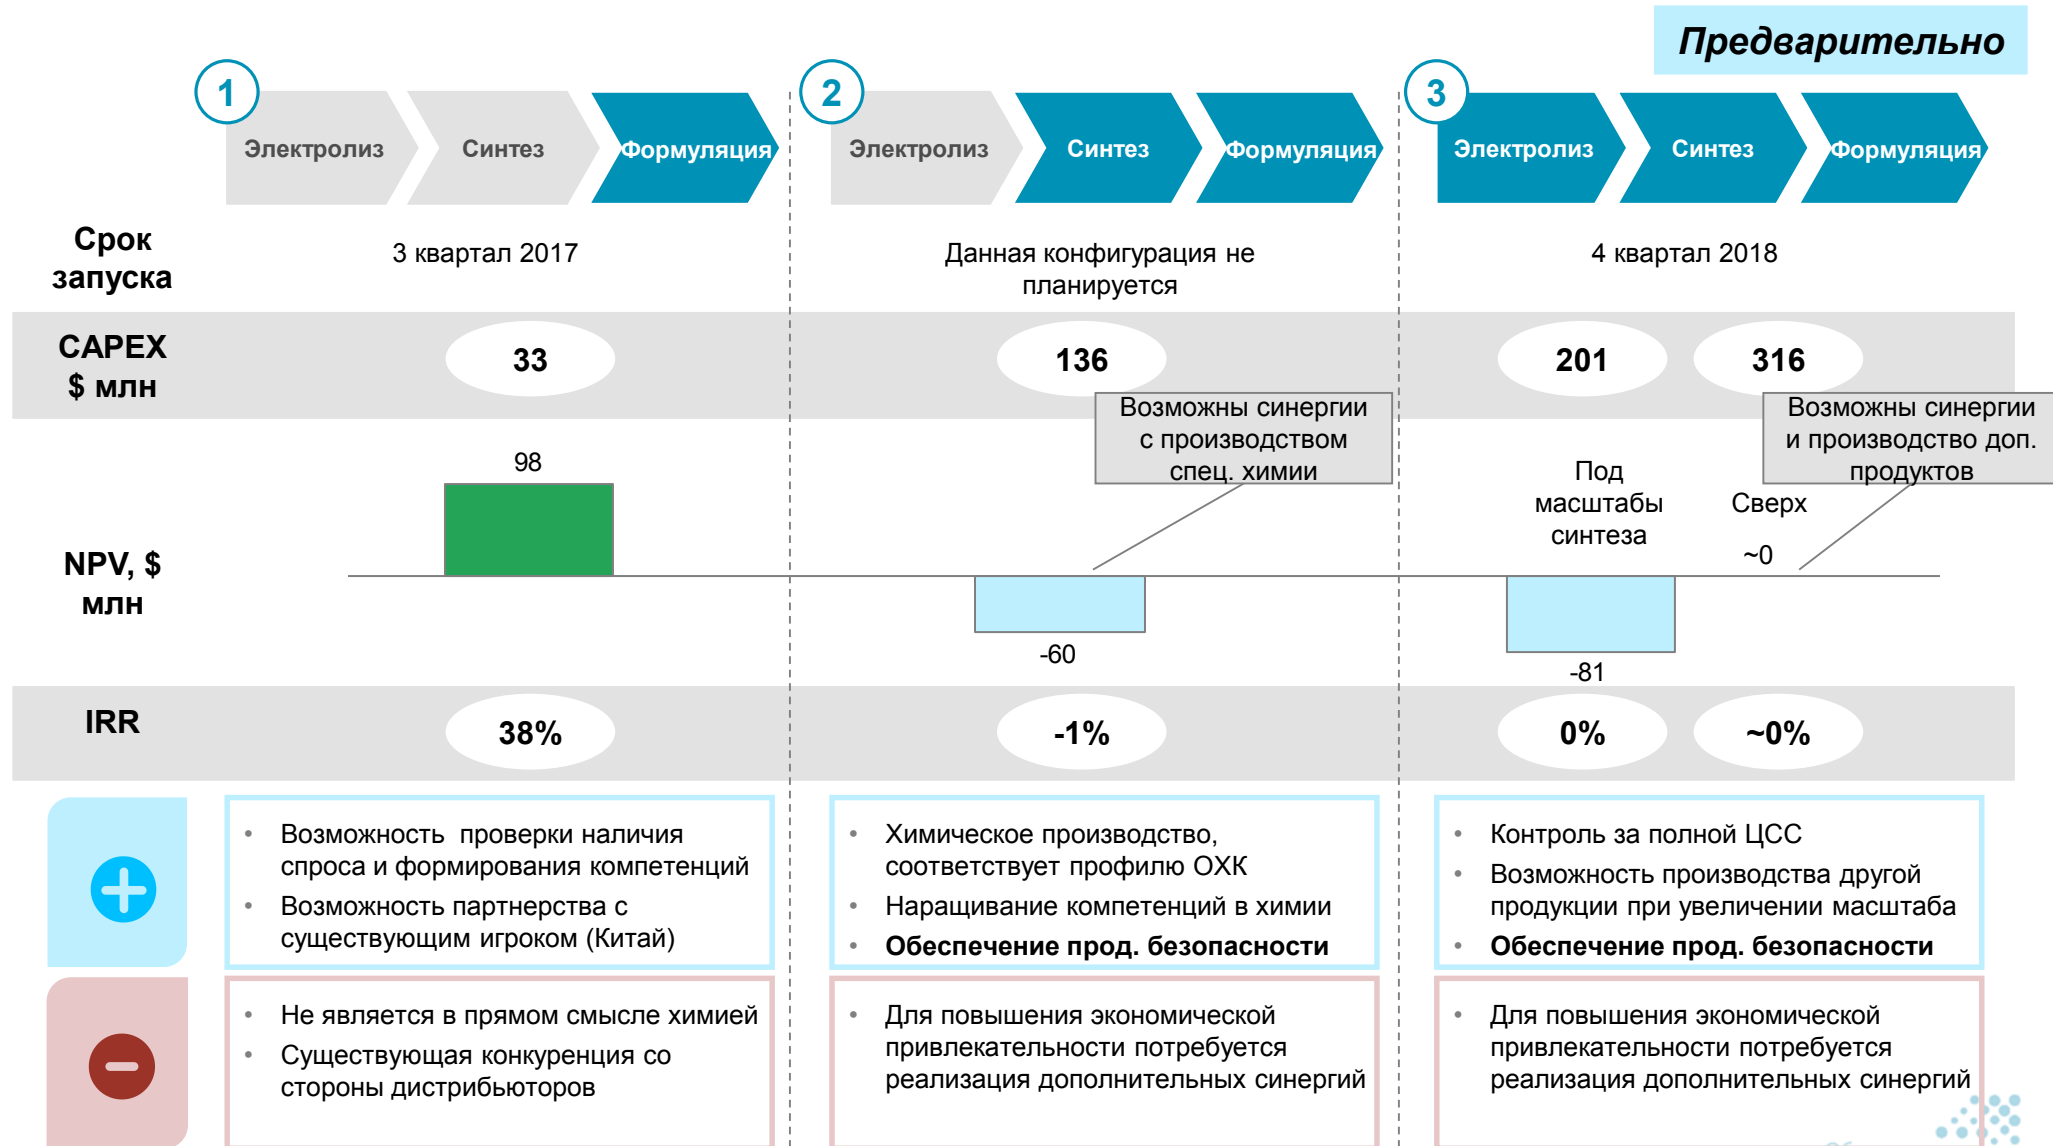 Предварительно
1
Электролиз
Синтез
Формуляция
2
Электролиз
Синтез
Формуляция
3
Электролиз
Синтез
Формуляция
Срок
запуска
3 квартал 2017
Данная конфигурация не
планируется
4 квартал 2018
CAPEX
$ млн
33
136
201
316
Возможны синергии
с производством
спец. химии
Возможны синергии
и производство доп.
продуктов
NPV, $
млн
98
-60
Под
масштабы
синтеза
-81
Сверх
~0
IRR
38%
-1%
0%
~0%
• Возможность проверки наличия
спроса и формирования компетенций
• Возможность партнерства с
существующим игроком (Китай)
• Химическое производство,
соответствует профилю ОХК
• Наращивание компетенций в химии
• Обеспечение прод. безопасности
• Контроль за полной ЦСС
• Возможность производства другой
продукции при увеличении масштаба
• Обеспечение прод. безопасности
• Не является в прямом смысле химией
• Существующая конкуренция со
стороны дистрибьюторов
• Для повышения экономической
привлекательности потребуется
реализация дополнительных синергий
• Для повышения экономической
привлекательности потребуется
реализация дополнительных синергий